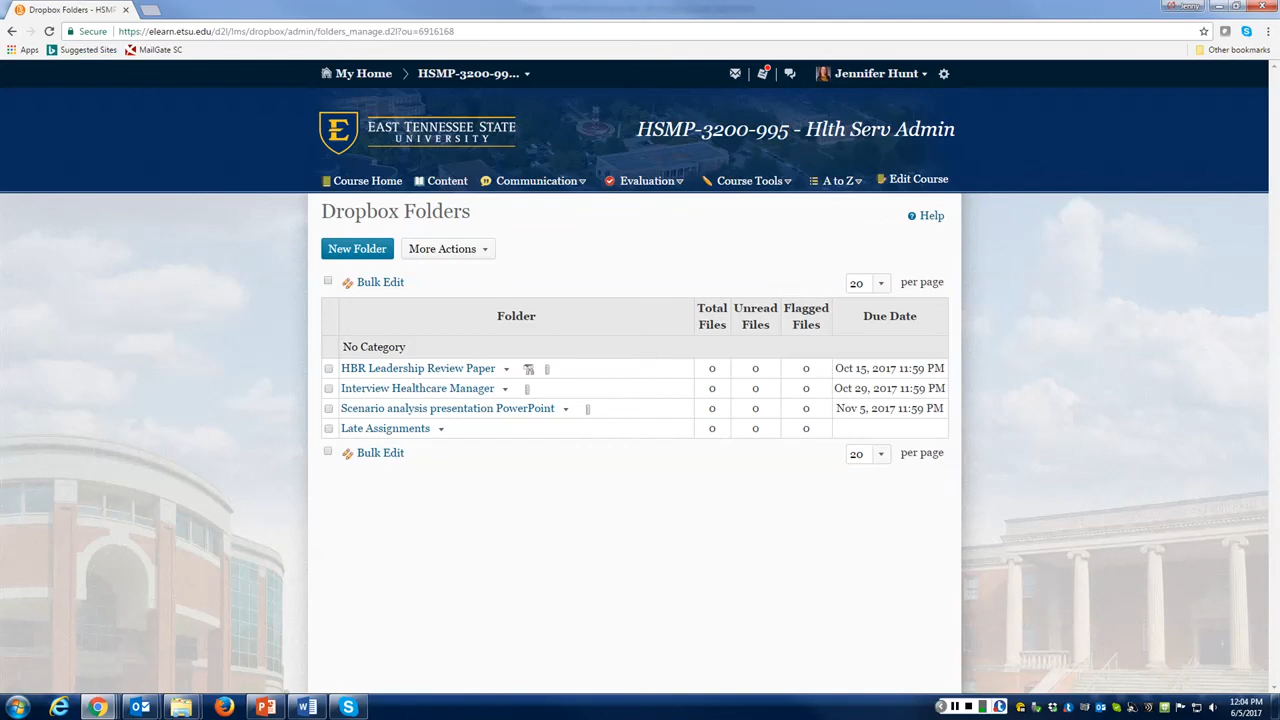 Dropbox Folders - HSM
Jenny
Secure https://elearn.etsu.edu/d2l/lms/dropbox/admin/folders_manage.d2l?ou=6916168
Apps Suggested Sites MailGate SC Other bookmarks
My Home HSMP-3200-99... Jennifer Hunt
E EAST TENNESSEE STATE
UNIVERSITY
HSMP-3200-995 - Hlth Serv Admin
Course Home Content Communication Evaluation Course Tools A to Z Edit Course
Dropbox Folders
Help
New Folder More Actions
Bulk Edit 20 per page
Folder Total Files Unread Files Flagged Files Due Date
No Category
HBR Leadership Review Paper 0 0 0 Oct 15, 2017 11:59 PM
Interview Healthcare Manager 0 0 0 Oct 29, 2017 11:59 PM
Scenario analysis presentation PowerPoint 0 0 0 Nov 5, 2017 11:59 PM
Late Assignments 0 0 0
Bulk Edit 20 per page
12:04 PM
6/5/2017